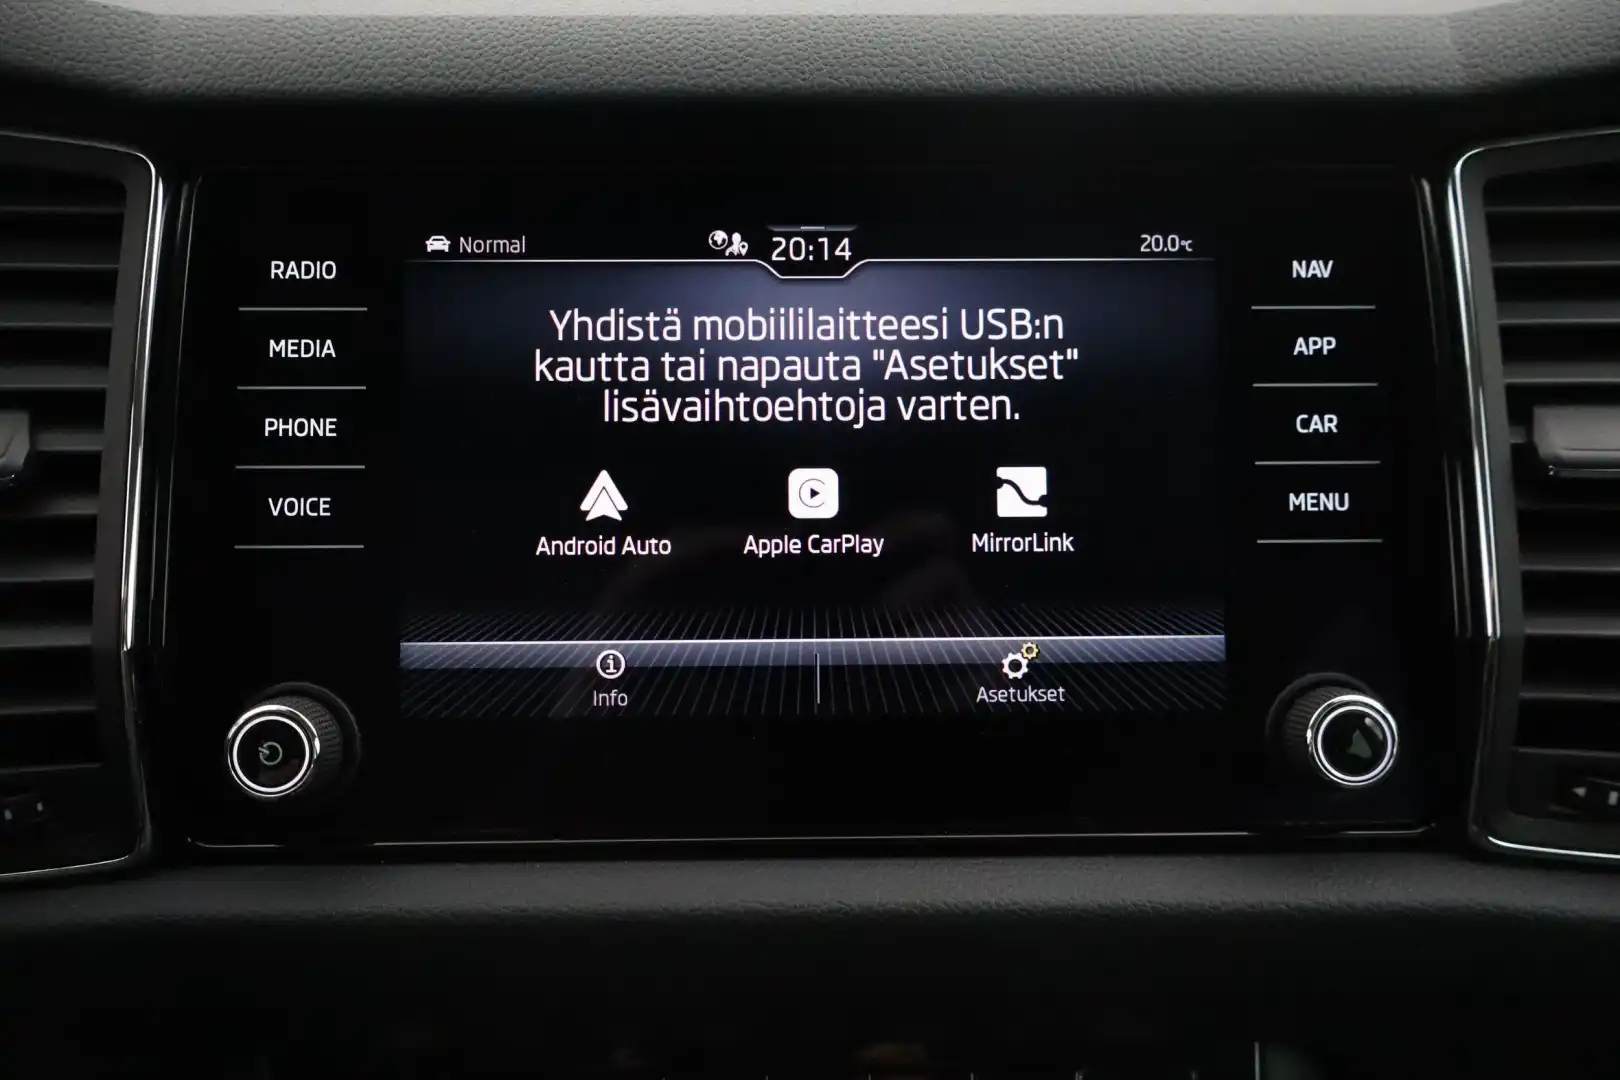 Normal
20:14
20.0°C
RADIO
MEDIA
PHONE
VOICE
Yhdistä mobiililaitteesi USB:n
kautta tai napauta "Asetukset"
lisävaihtoehtoja varten.
Android Auto
Apple CarPlay
MirrorLink
Info
Asetukset
NAV
APP
CAR
MENU